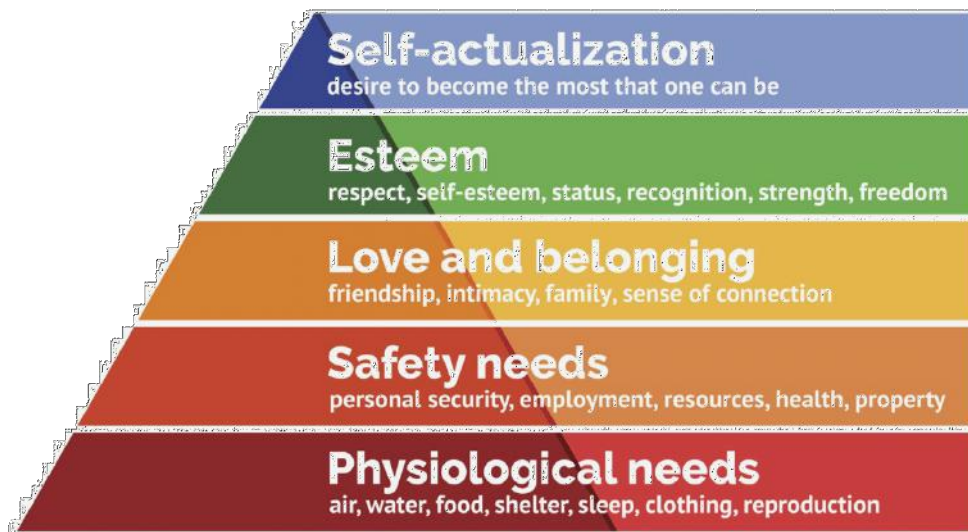 Self-actualization
desire to become the most that one can be
Esteem
respect, self-esteem, status, recognition, strength, freedom
Love and belonging
friendship, intimacy, family, sense of connection
Safety needs
personal security, employment, resources, health, property
Physiological needs
air, water, food, shelter, sleep, clothing, reproduction